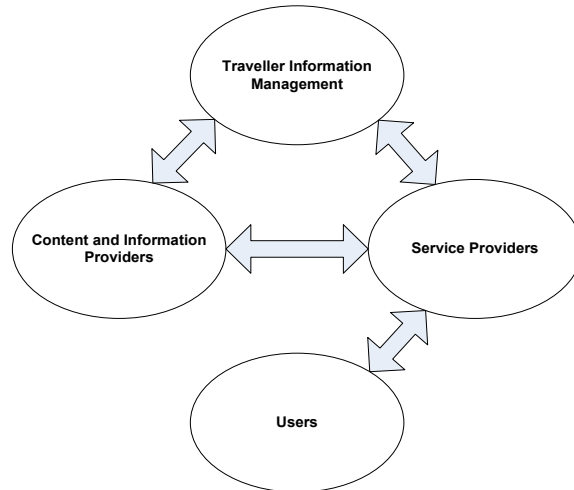 Traveller Information
Management
Content and Information
Providers
Service Providers
Users